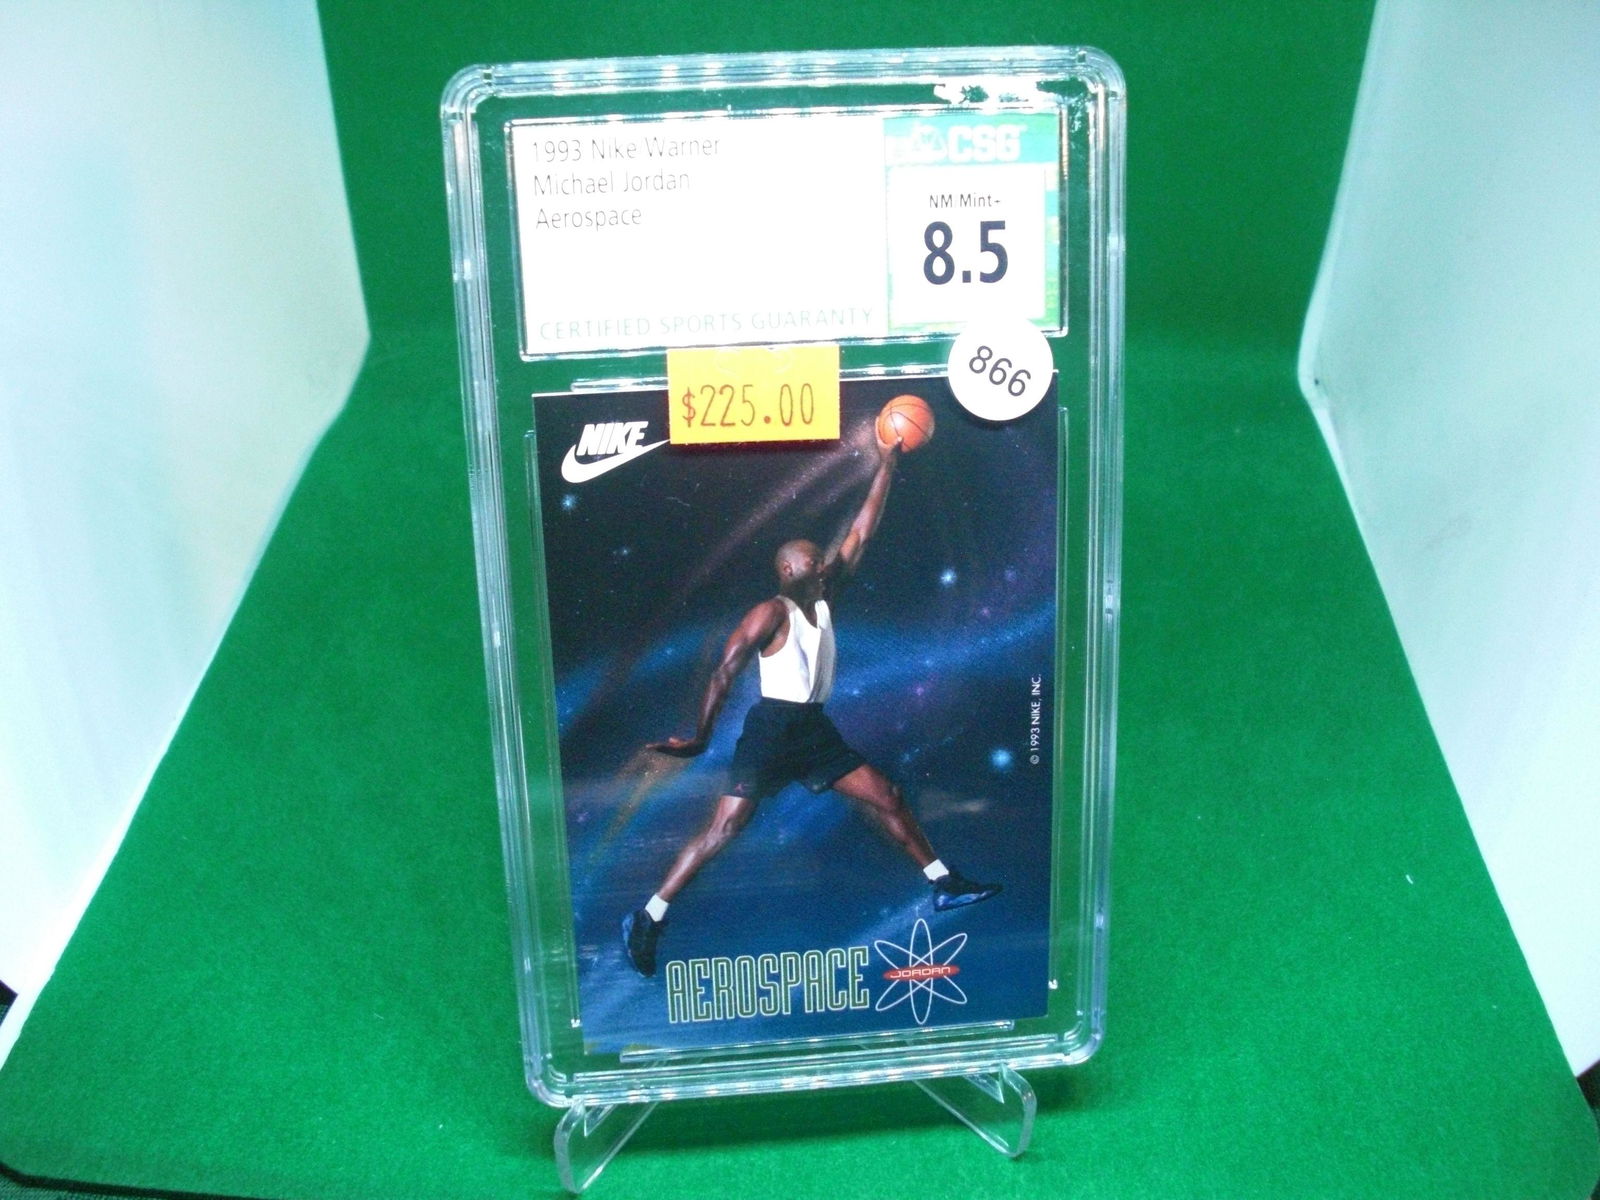 1993 Nike Warner
Michael Jordan
Aerospace
CERTIFIED SPORTS GUARANTY
CSG
NM/Mint+
8.5
866
$225.00
NIKE
© 1993 NIKE, INC.
AEROSPACE
JORDAN